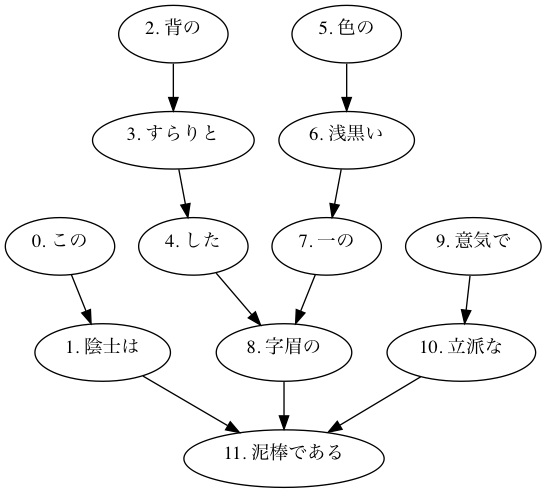 2. 背の
5. 色の
3. すらりと
6. 浅黒い
0. この
4. した
7. 一の
9. 意気で
1. 陰士は
8. 字眉の
10. 立派な
11. 泥棒である